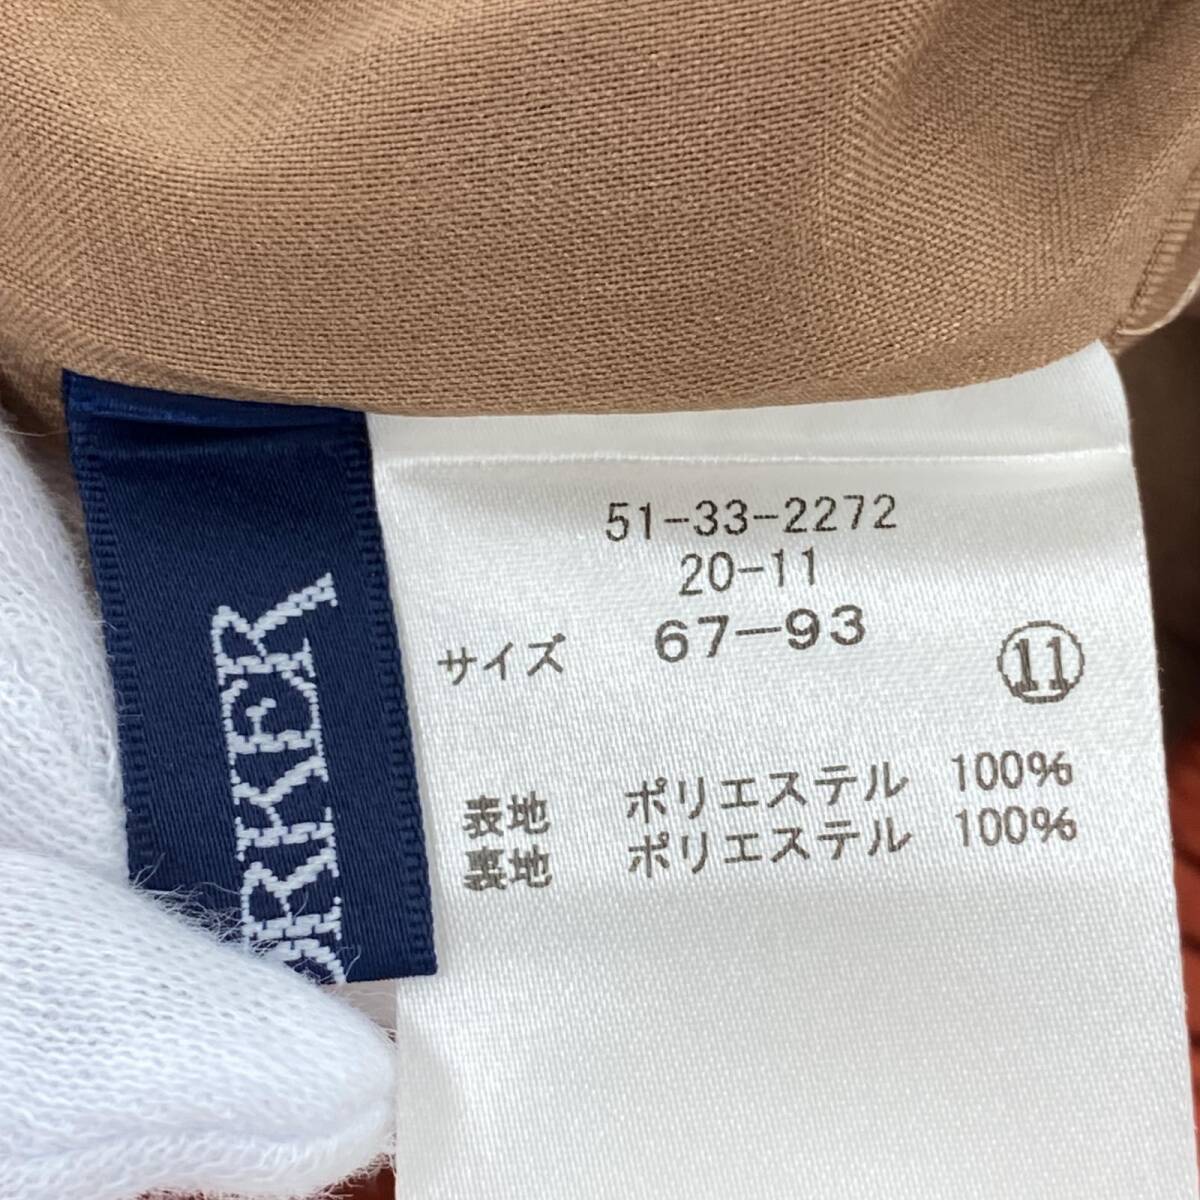 51-33-2272
20-11
サイズ 67-93 ⑪
表地 ポリエステル 100%
裏地 ポリエステル 100%
ORKER